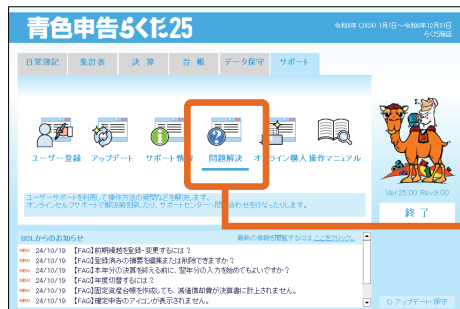 青色申告らくだ25
令和6年 (2024) 1月1日～令和6年12月31日
らくだ商店
日常簿記 集計表 決 算 台 帳 データ保守 サポート
ユーザー登録 アップデート サポート情報 問題解決 オンライン購入 操作マニュアル
ユーザーサポートを利用して操作方法の疑問などを解決します。
オンラインセルフサポートで解決策を探したり、サポートセンターへ問い合わせを行なったりします。
Ver25.00 Rev9.00
終 了
BSLからのお知らせ 最新の情報を閲覧するには ここをクリック。
NEW 24/10/19 【FAQ】前期繰越を登録・変更するには？
NEW 24/10/19 【FAQ】登録済みの摘要を編集または削除できますか？
NEW 24/10/19 【FAQ】本年分の決算を終える前に、翌年分の入力を始めてもよいですか？
NEW 24/10/19 【FAQ】年度切替するには？
NEW 24/10/19 【FAQ】固定資産台帳を作成しても、減価償却費が決算書に計上されません。
NEW 24/10/19 【FAQ】確定申告のアイコンが表示されません。
アップデート・保守